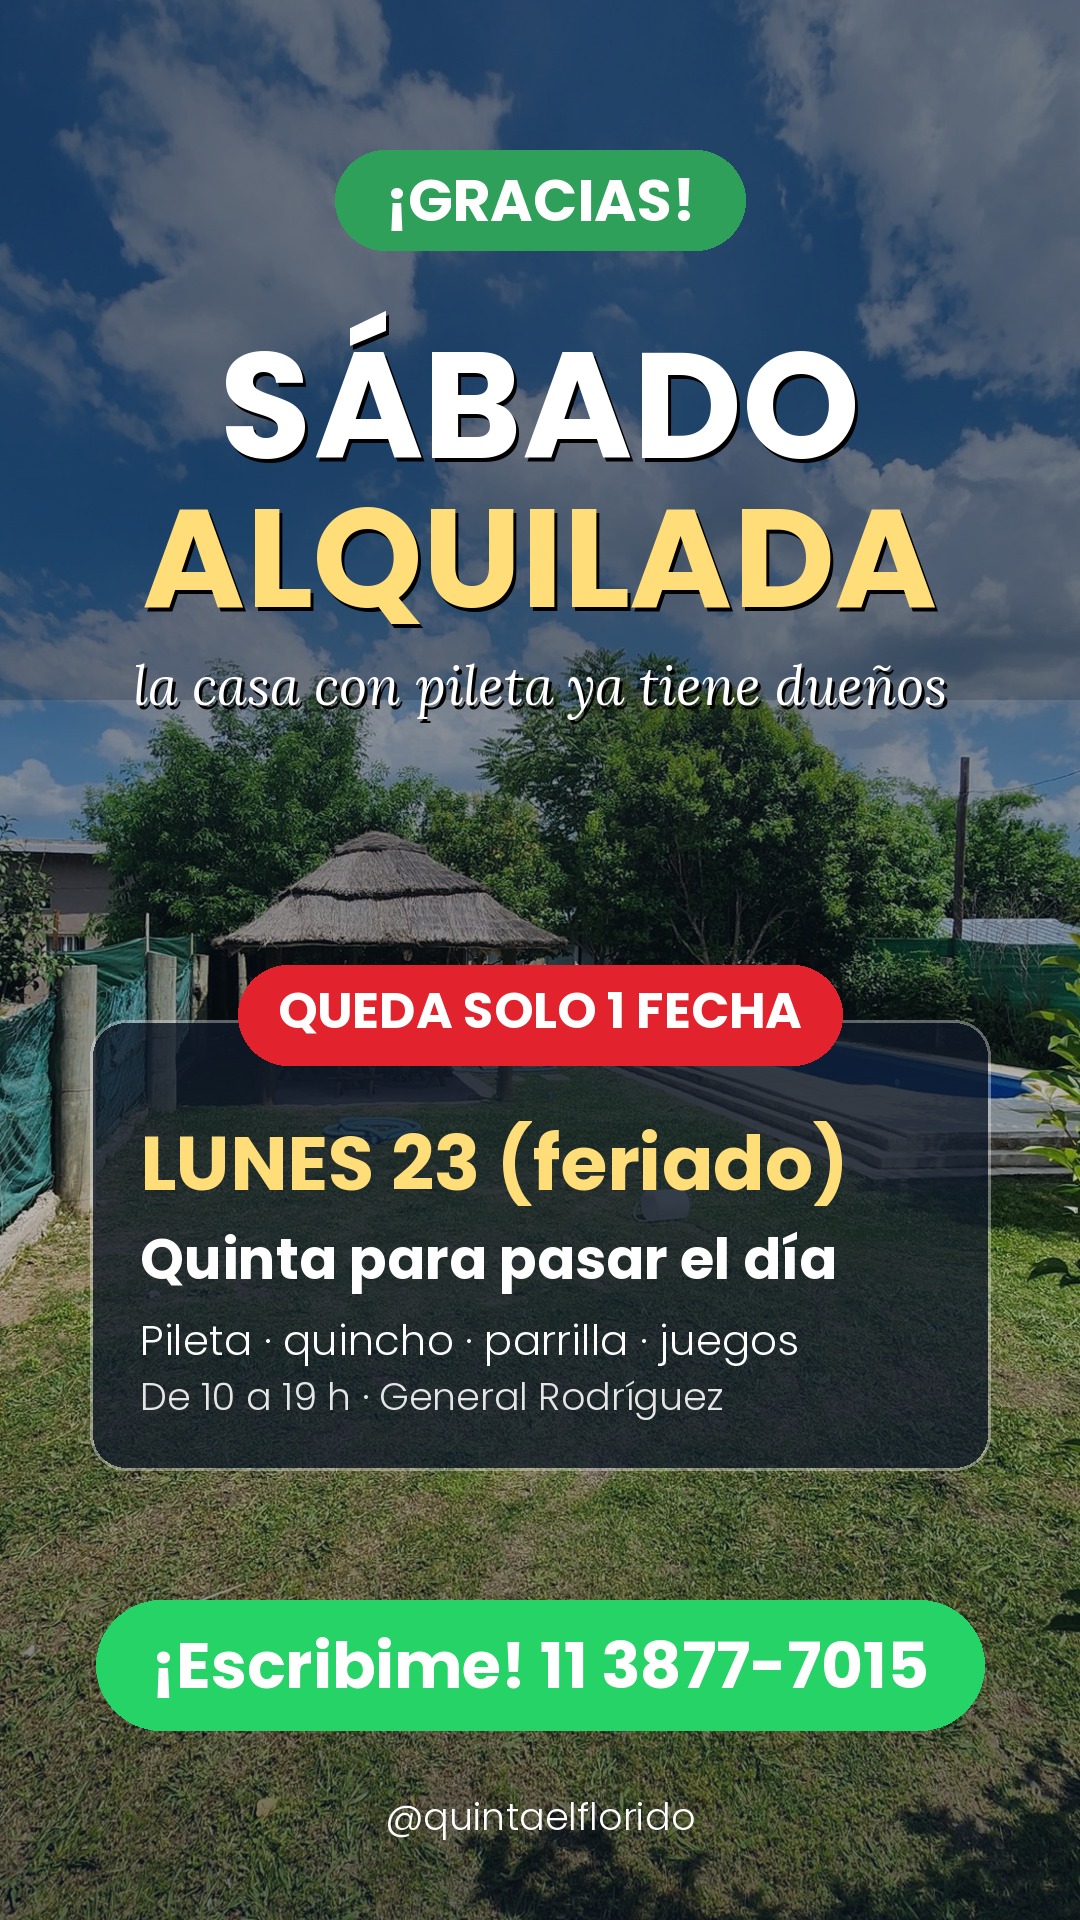 ¡GRACIAS!
SÁBADO
ALQUILADA
la casa con pileta ya tiene dueños
QUEDA SOLO 1 FECHA
LUNES 23 (feriado)
Quinta para pasar el día
Pileta · quincho · parrilla · juegos
De 10 a 19 h · General Rodríguez
¡Escribime! 11 3877-7015
@quintaelflorido